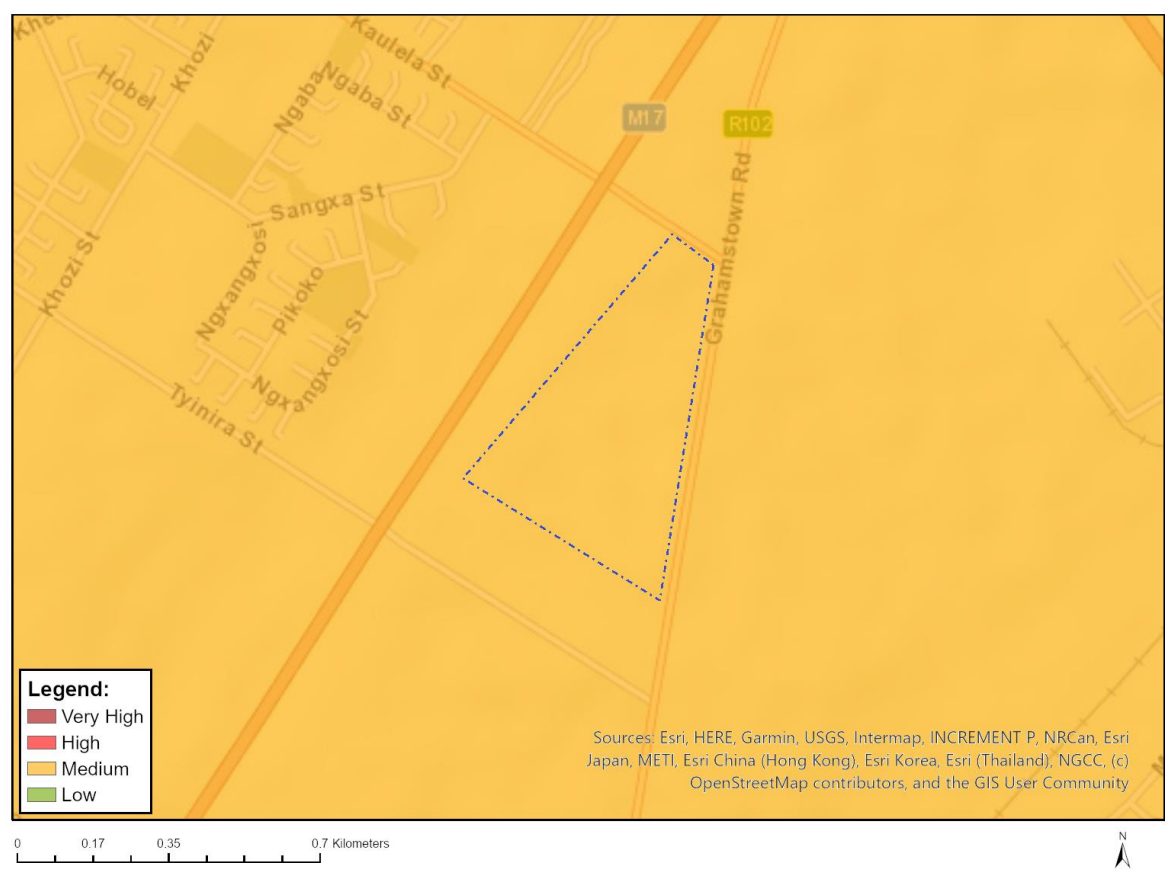 Khozi
Hobel
Kaulela St
Ngaba St
Ngaba
M17
R102
Sangxa St
Grahamstown Rd
Khozi St
Ngxangxosi
Pikoko
Ngxangxosi St
Tyinira St
Legend:
Very High
High
Medium
Low
Sources: Esri, HERE, Garmin, USGS, Intermap, INCREMENT P, NRCan, Esri
Japan, METI, Esri China (Hong Kong), Esri Korea, Esri (Thailand), NGCC, (c)
OpenStreetMap contributors, and the GIS User Community
0 0.17 0.35 0.7 Kilometers
N